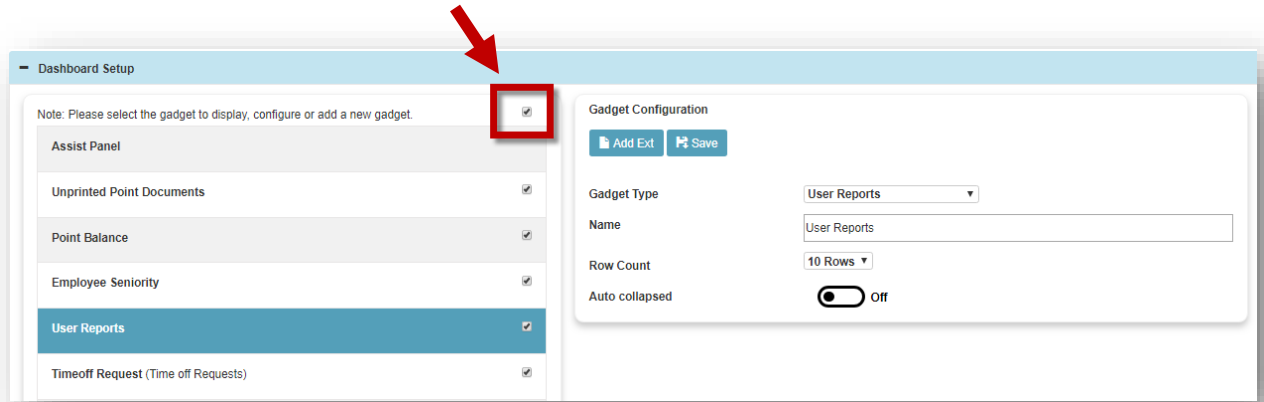 Dashboard Setup
Note: Please select the gadget to display, configure or add a new gadget.
Assist Panel
Unprinted Point Documents
Point Balance
Employee Seniority
User Reports
Timeoff Request (Time off Requests)
Gadget Configuration
Add Ext Save
Gadget Type User Reports
Name User Reports
Row Count 10 Rows
Auto collapsed Off